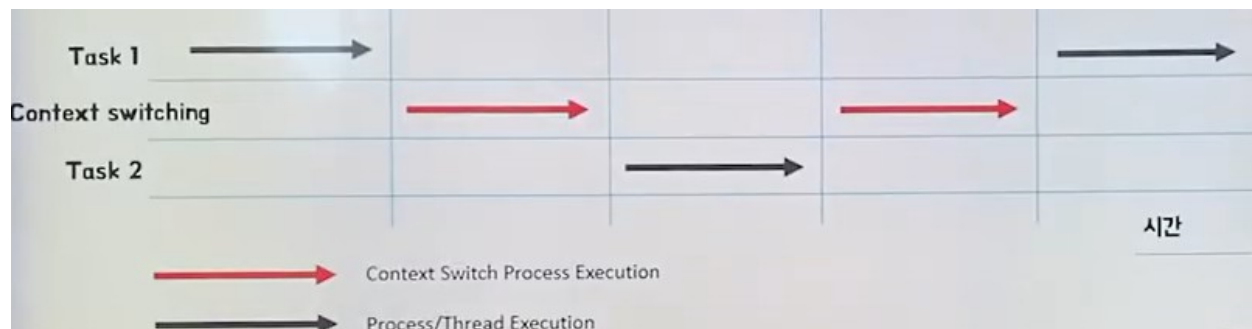 Task 1
Context switching
Task 2
시간
Context Switch Process Execution
Process/Thread Execution